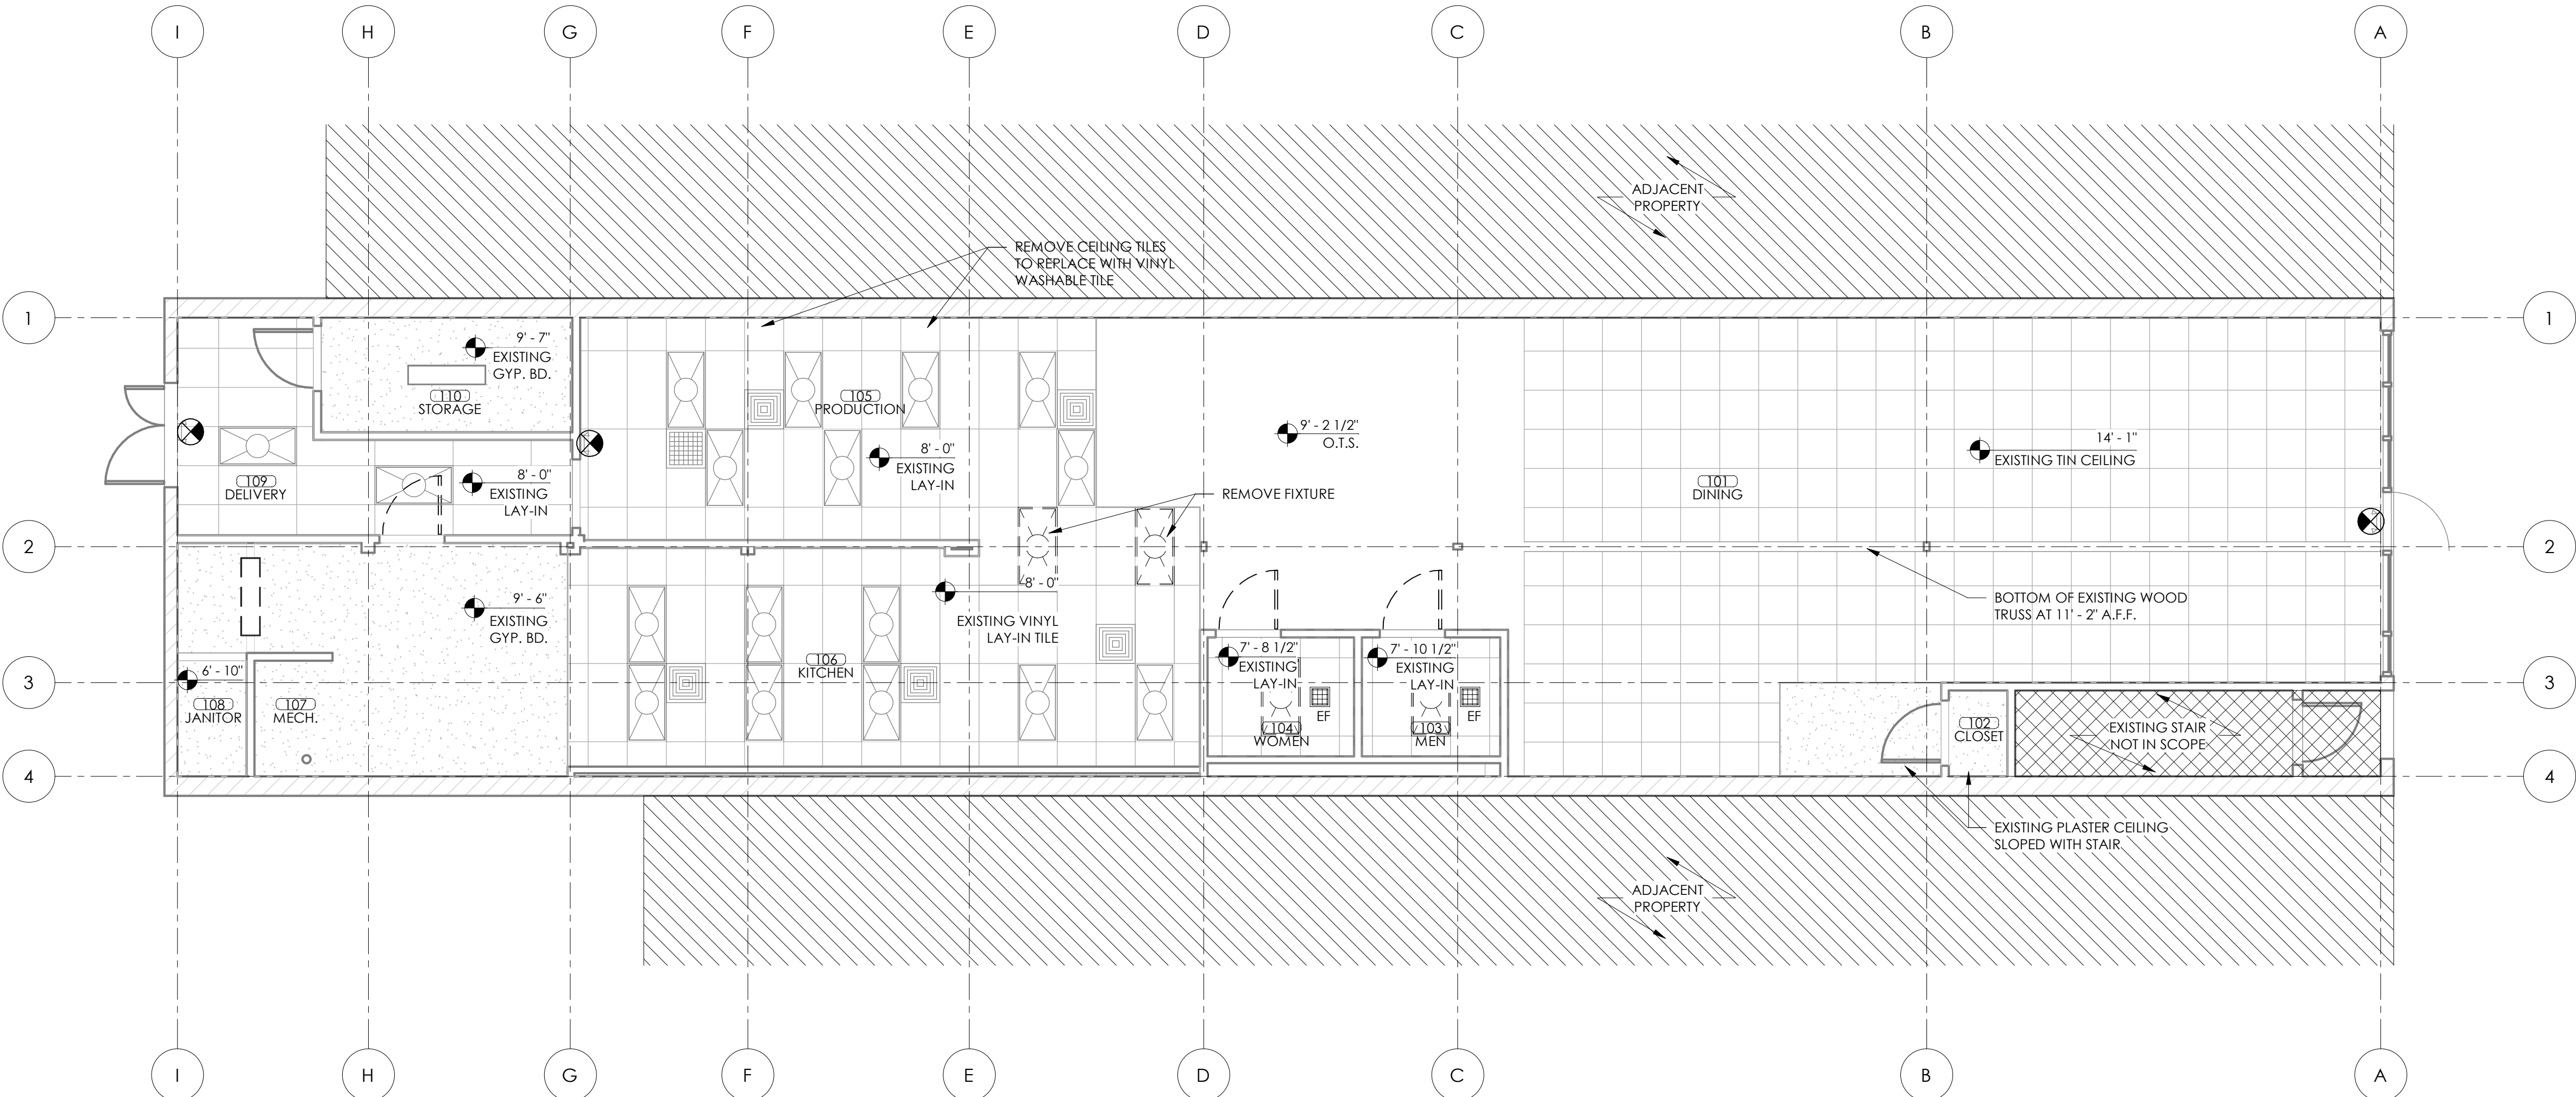 I
H
G
F
E
D
C
B
A
ADJACENT
PROPERTY
REMOVE CEILING TILES
TO REPLACE WITH VINYL
WASHABLE TILE
1
1
9' - 7"
EXISTING
GYP. BD.
110
STORAGE
105
PRODUCTION
8' - 0"
EXISTING
LAY-IN
9' - 2 1/2"
O.T.S.
14' - 1"
EXISTING TIN CEILING
109
DELIVERY
8' - 0"
EXISTING
LAY-IN
REMOVE FIXTURE
101
DINING
2
2
9' - 6"
EXISTING
GYP. BD.
8' - 0"
EXISTING VINYL
LAY-IN TILE
BOTTOM OF EXISTING WOOD
TRUSS AT 11' - 2" A.F.F.
106
KITCHEN
7' - 8 1/2"
EXISTING
LAY-IN
EF
104
WOMEN
7' - 10 1/2"
EXISTING
LAY-IN
EF
103
MEN
3
3
6' - 10"
108
JANITOR
107
MECH.
102
CLOSET
EXISTING STAIR
NOT IN SCOPE
4
4
EXISTING PLASTER CEILING
SLOPED WITH STAIR
ADJACENT
PROPERTY
I
H
G
F
E
D
C
B
A